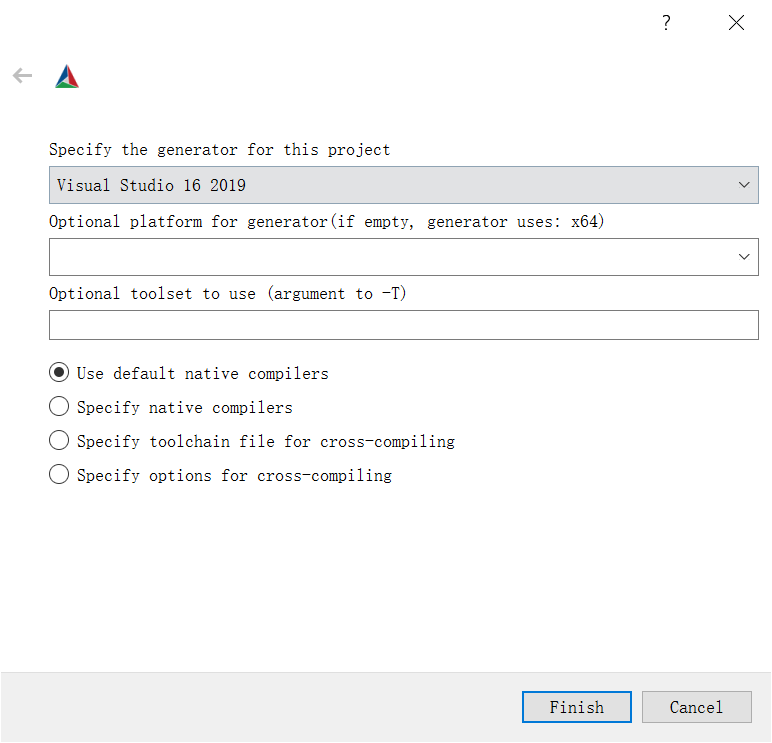 ?
Specify the generator for this project
Visual Studio 16 2019
Optional platform for generator(if empty, generator uses: x64)
Optional toolset to use (argument to -T)
Use default native compilers
Specify native compilers
Specify toolchain file for cross-compiling
Specify options for cross-compiling
Finish
Cancel